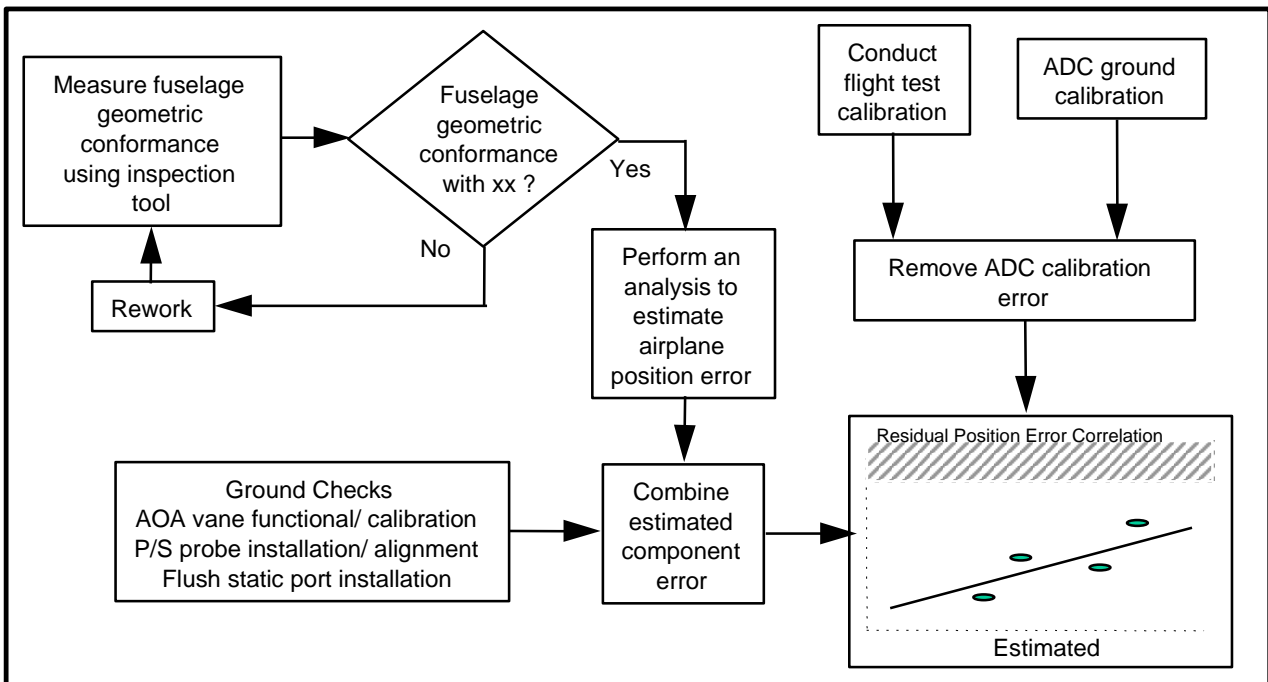 Measure fuselage
geometric
conformance
using inspection
tool
Fuselage
geometric
conformance
with xx ?
Yes
No
Rework
Perform an
analysis to
estimate
airplane
position error
Conduct
flight test
calibration
ADC ground
calibration
Remove ADC calibration
error
Ground Checks
AOA vane functional/ calibration
P/S probe installation/ alignment
Flush static port installation
Combine
estimated
component
error
Residual Position Error Correlation
Estimated